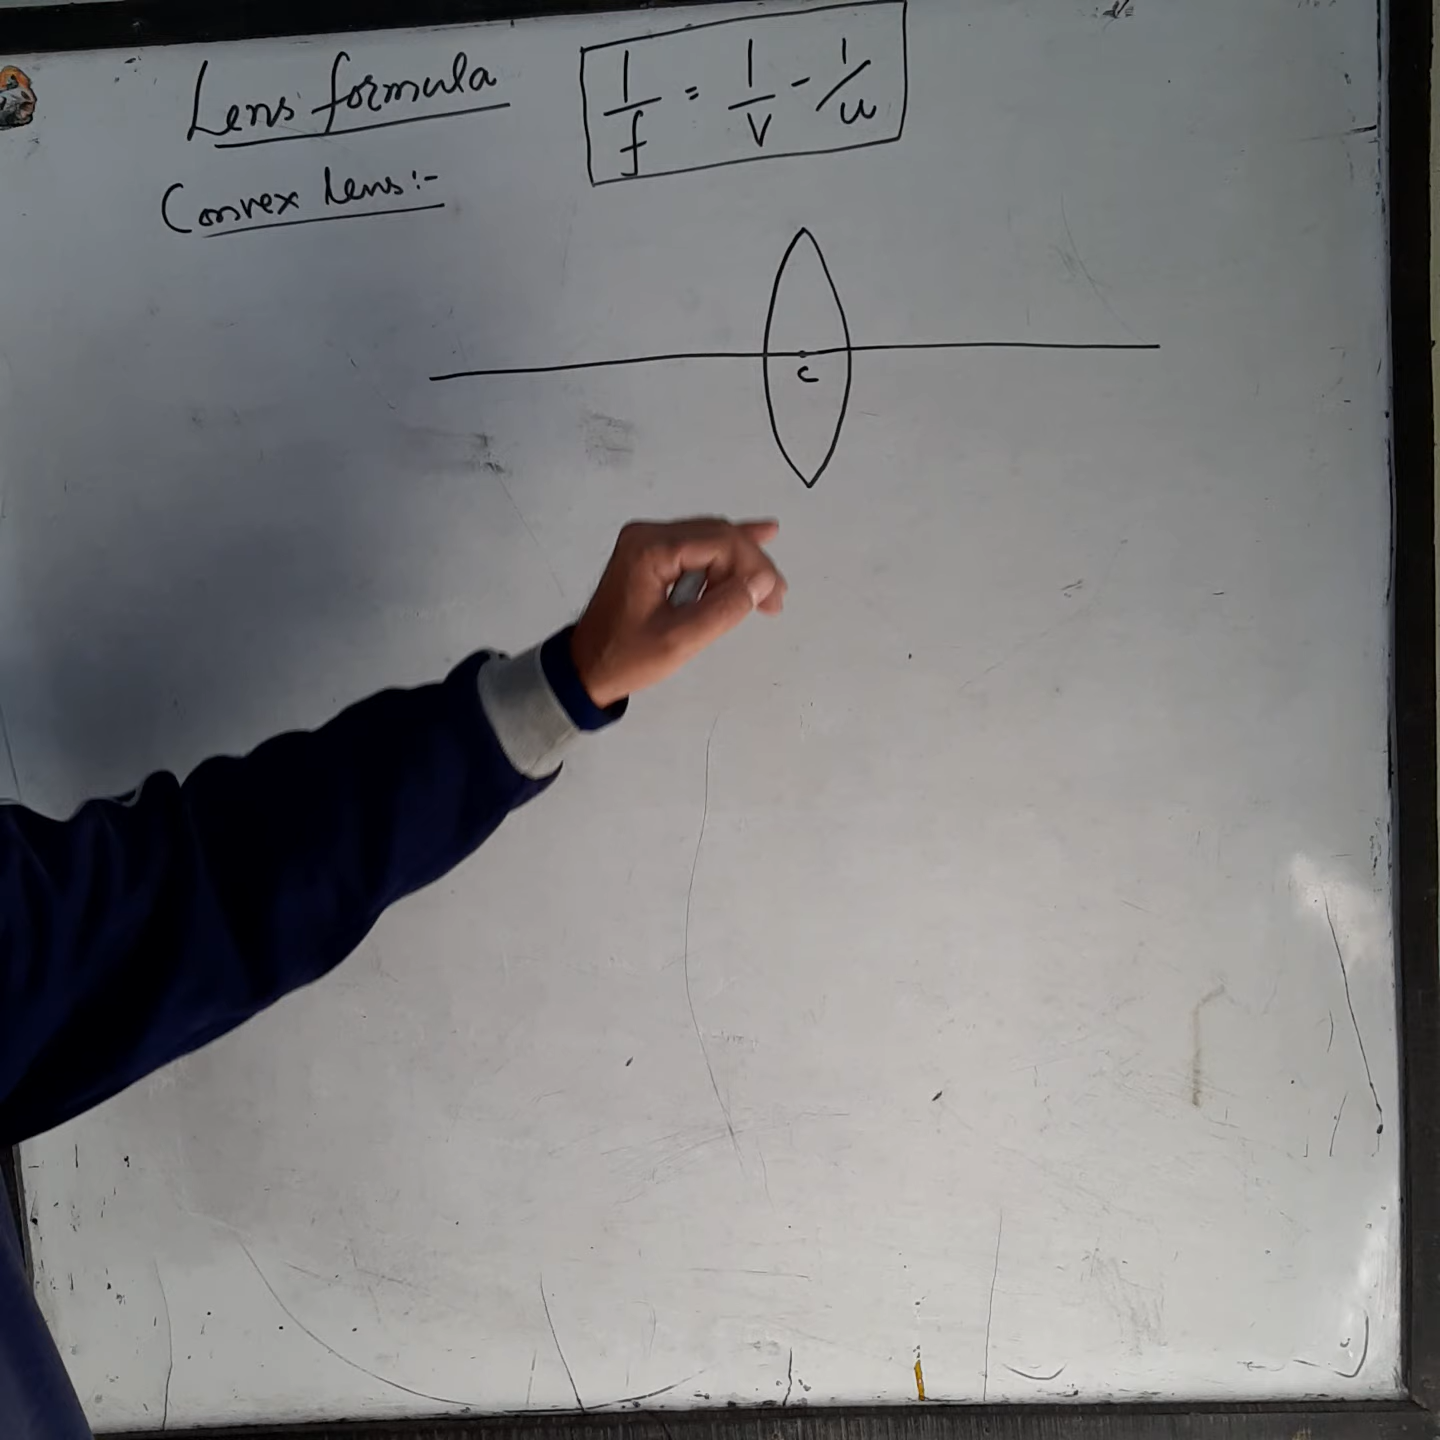 Lens formula
1/f = 1/v - 1/u
Convex Lens:-
C